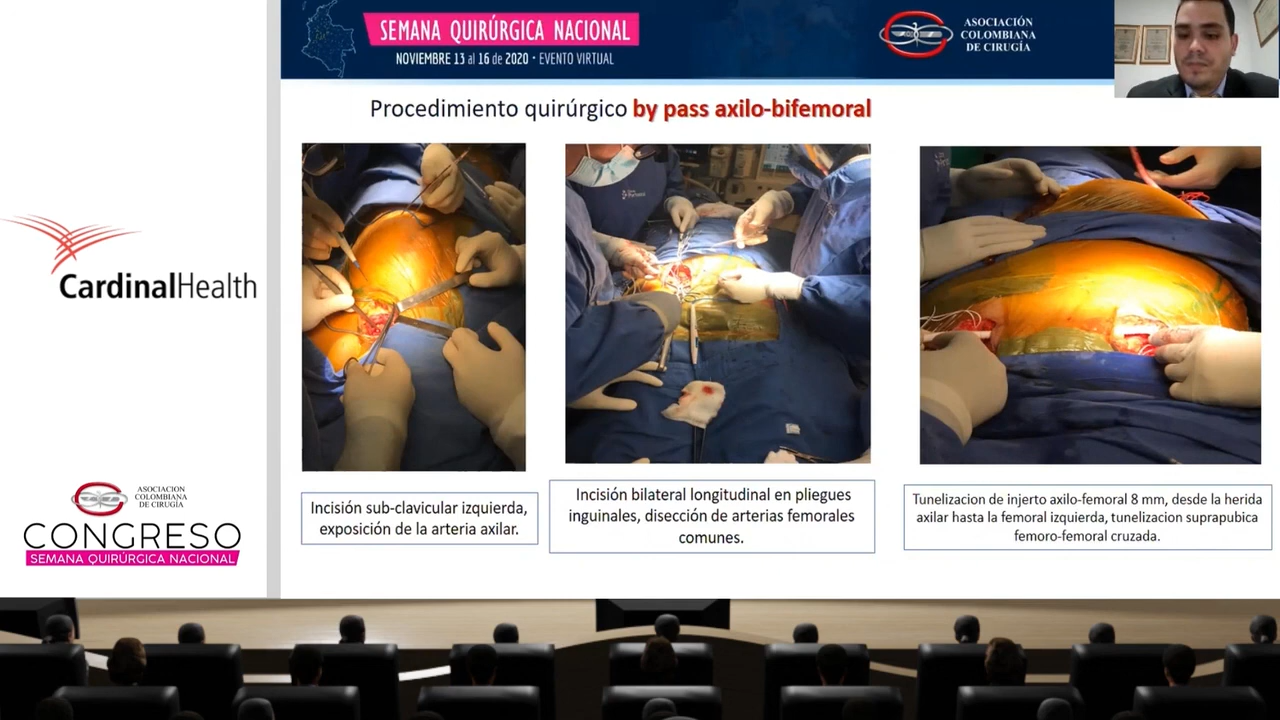 SEMANA QUIRÚRGICA NACIONAL
NOVIEMBRE 13 al 16 de 2020 • EVENTO VIRTUAL
ASOCIACIÓN
COLOMBIANA
DE CIRUGÍA
Procedimiento quirúrgico by pass axilo-bifemoral
CardinalHealth
Incisión sub-clavicular izquierda,
exposición de la arteria axilar.
Incisión bilateral longitudinal en pliegues
inguinales, disección de arterias femorales
comunes.
Tunelizacion de injerto axilo-femoral 8 mm, desde la herida
axilar hasta la femoral izquierda, tunelizacion suprapubica
femoro-femoral cruzada.
ASOCIACION
COLOMBIANA
DE CIRUGÍA
CONGRESO
SEMANA QUIRÚRGICA NACIONAL